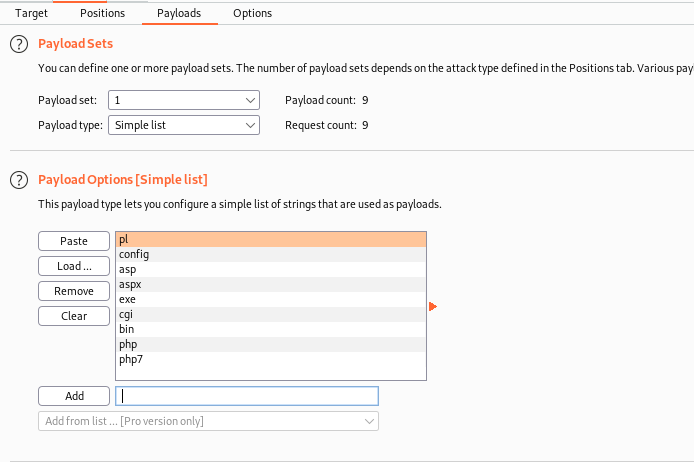 Target Positions Payloads Options
? Payload Sets
You can define one or more payload sets. The number of payload sets depends on the attack type defined in the Positions tab. Various pay
Payload set: 1 Payload count: 9
Payload type: Simple list Request count: 9
? Payload Options [Simple list]
This payload type lets you configure a simple list of strings that are used as payloads.
Paste pl
config
Load ... asp
aspx
Remove exe
Clear cgi
bin
php
php7
Add
Add from list ... [Pro version only]